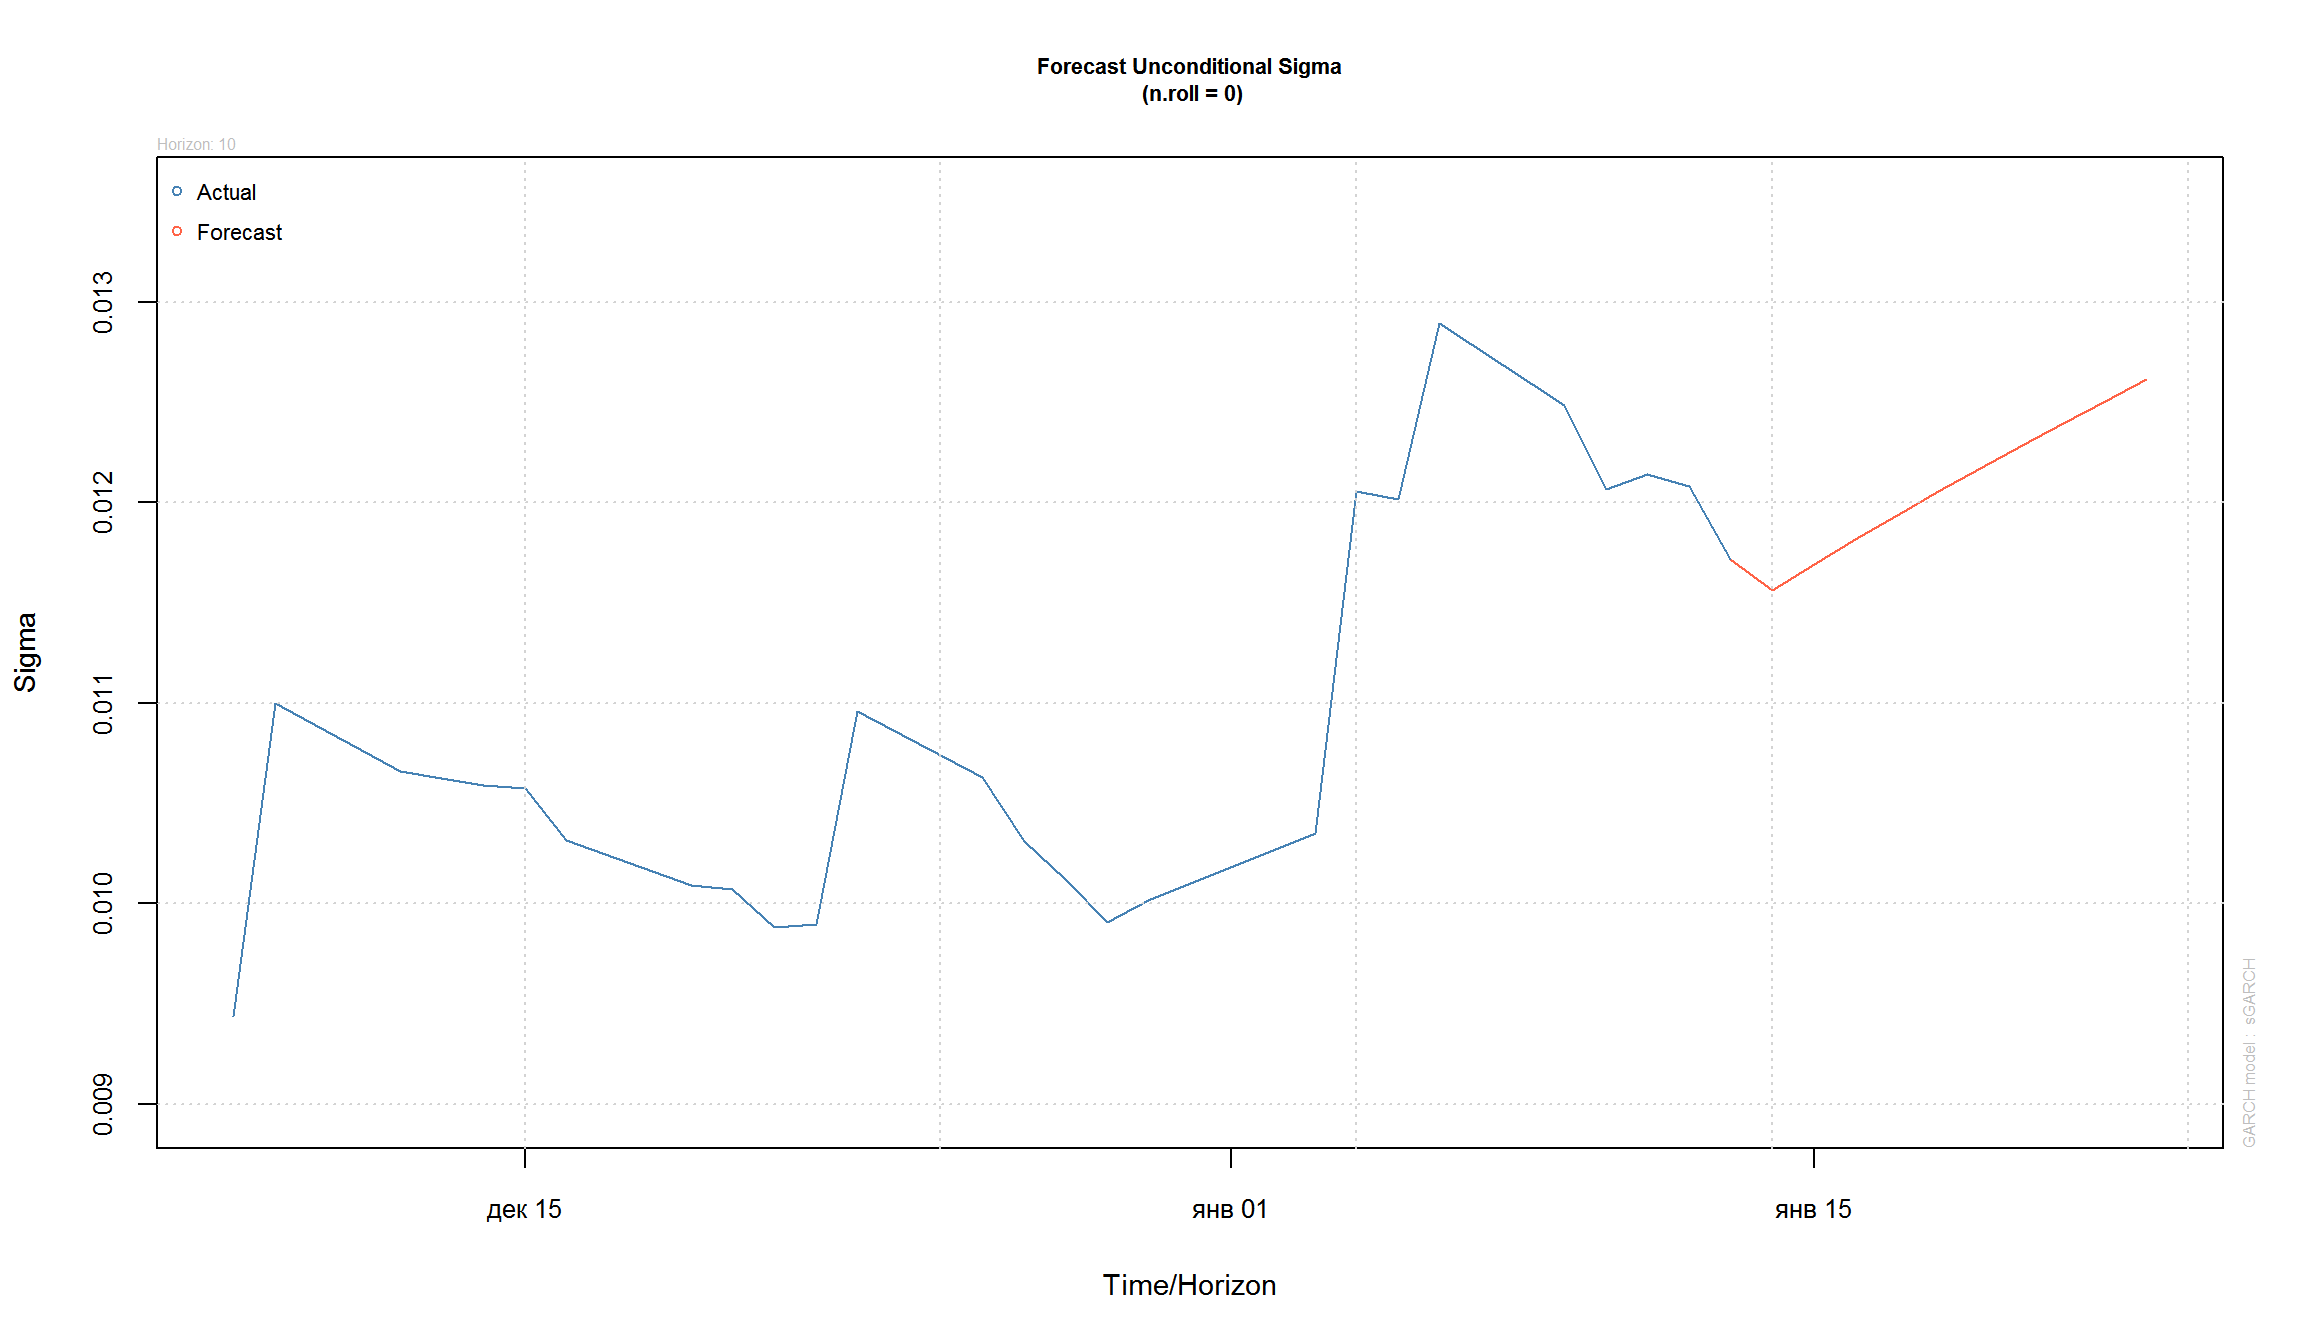 Forecast Unconditional Sigma
(n.roll = 0)
Horizon: 10
Actual
Forecast
0.013
0.012
0.011
0.010
0.009
Sigma
дек 15
янв 01
янв 15
Time/Horizon
GARCH model : sGARCH